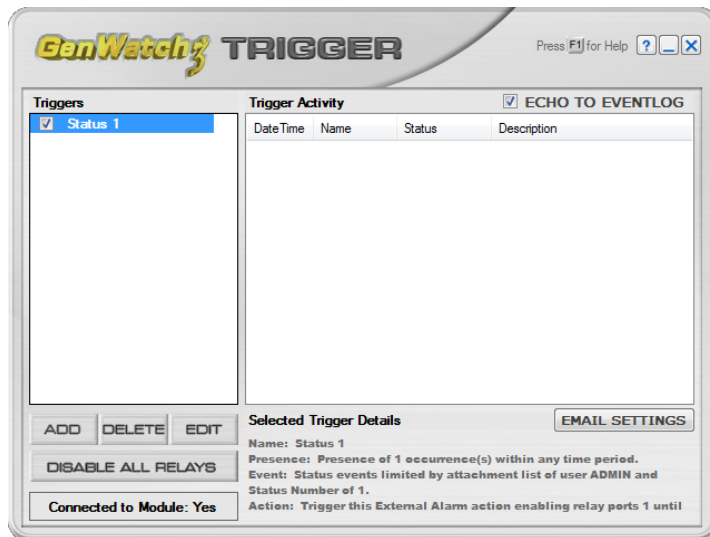 GenWatch3 TRIGGER
Press F1 for Help ? _ X
Triggers
Status 1
Trigger Activity
ECHO TO EVENTLOG
DateTime Name Status Description
ADD DELETE EDIT
DISABLE ALL RELAYS
Connected to Module: Yes
Selected Trigger Details
EMAIL SETTINGS
Name: Status 1
Presence: Presence of 1 occurrence(s) within any time period.
Event: Status events limited by attachment list of user ADMIN and
Status Number of 1.
Action: Trigger this External Alarm action enabling relay ports 1 until